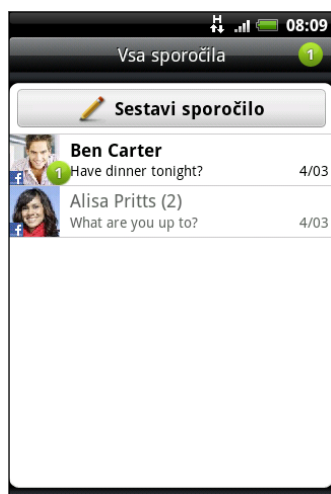 H
08:09
Vsa sporočila
1
Sestavi sporočilo
Ben Carter
1
Have dinner tonight?
4/03
Alisa Pritts (2)
What are you up to?
4/03
f
f